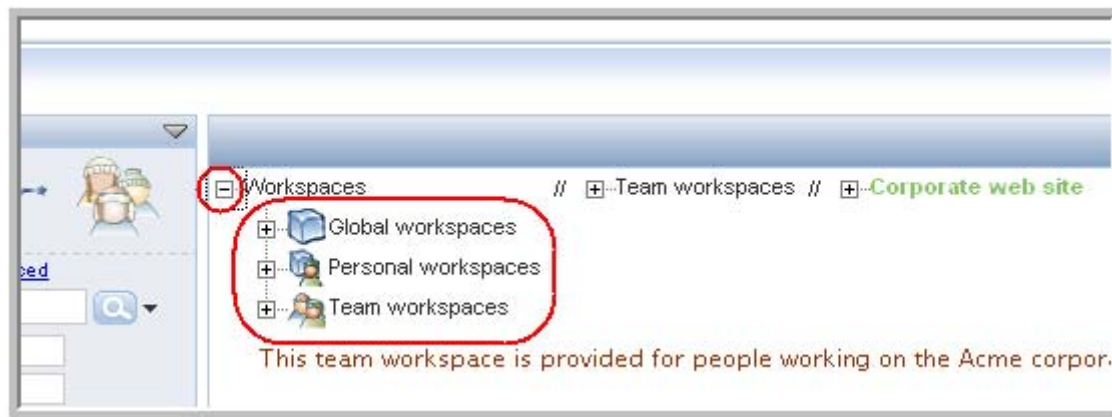 Workspaces // Team workspaces // Corporate web site
Global workspaces
ced Personal workspaces
Team workspaces
This team workspace is provided for people working on the Acme corpor